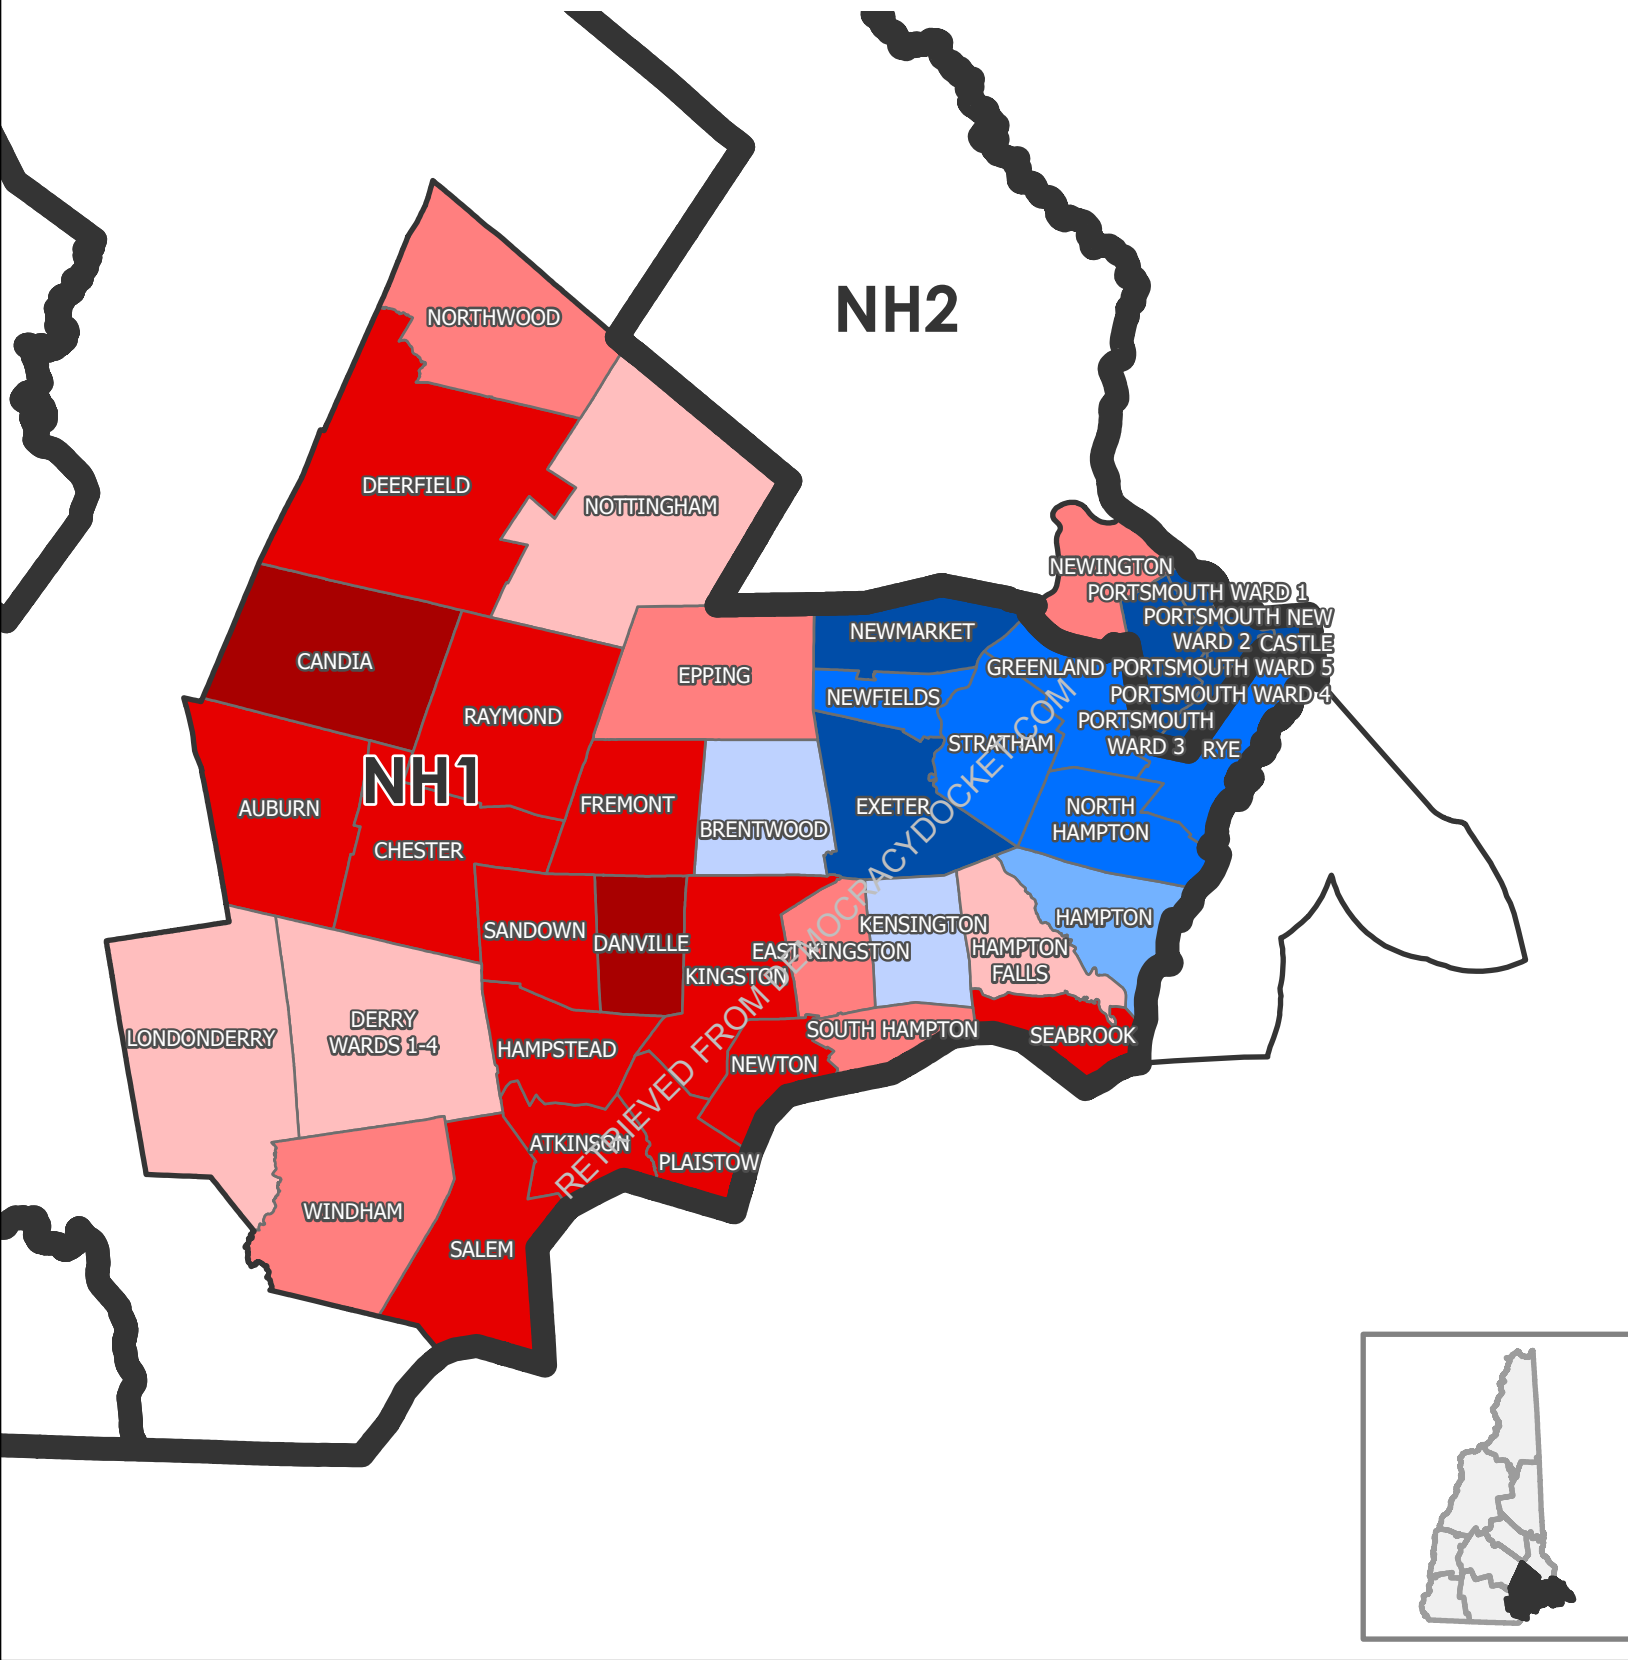 NH2
NORTHWOOD
DEERFIELD
NOTTINGHAM
NEWINGTON
PORTSMOUTH WARD 1
PORTSMOUTH
WARD 2
NEW
CASTLE
NEWMARKET
GREENLAND
PORTSMOUTH WARD 5
CANDIA
EPPING
NEWFIELDS
PORTSMOUTH WARD 4
RAYMOND
PORTSMOUTH
WARD 3
STRATHAM
RYE
NH1
AUBURN
FREMONT
EXETER
NORTH
HAMPTON
BRENTWOOD
CHESTER
HAMPTON
KENSINGTON
SANDOWN
DANVILLE
EAST KINGSTON
HAMPTON
FALLS
KINGSTON
DERRY
WARDS 1-4
LONDONDERRY
SOUTH HAMPTON
SEABROOK
HAMPSTEAD
NEWTON
ATKINSON
PLAISTOW
WINDHAM
SALEM
RETRIEVED FROM DEMOCRACYDOCKET.COM